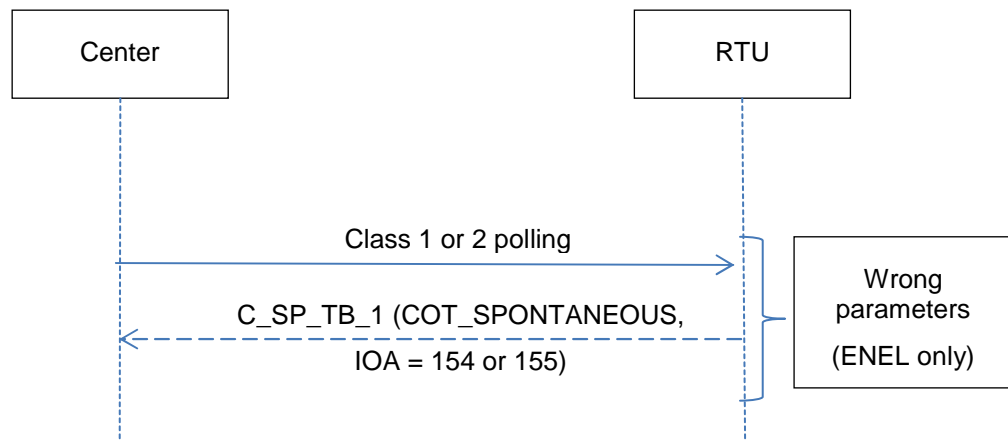 Center
RTU
Class 1 or 2 polling
C_SP_TB_1 (COT_SPONTANEOUS,
IOA = 154 or 155)
Wrong
parameters
(ENEL only)